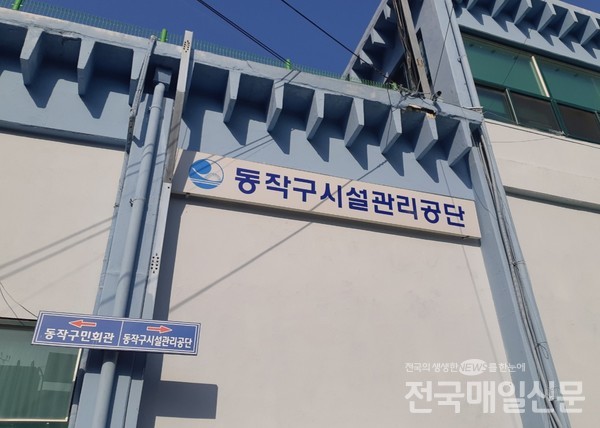 동작구시설관리공단
동작구민회관 동작구시설관리공단
전국의 생생한 NEWS를 한눈에
전국매일신문